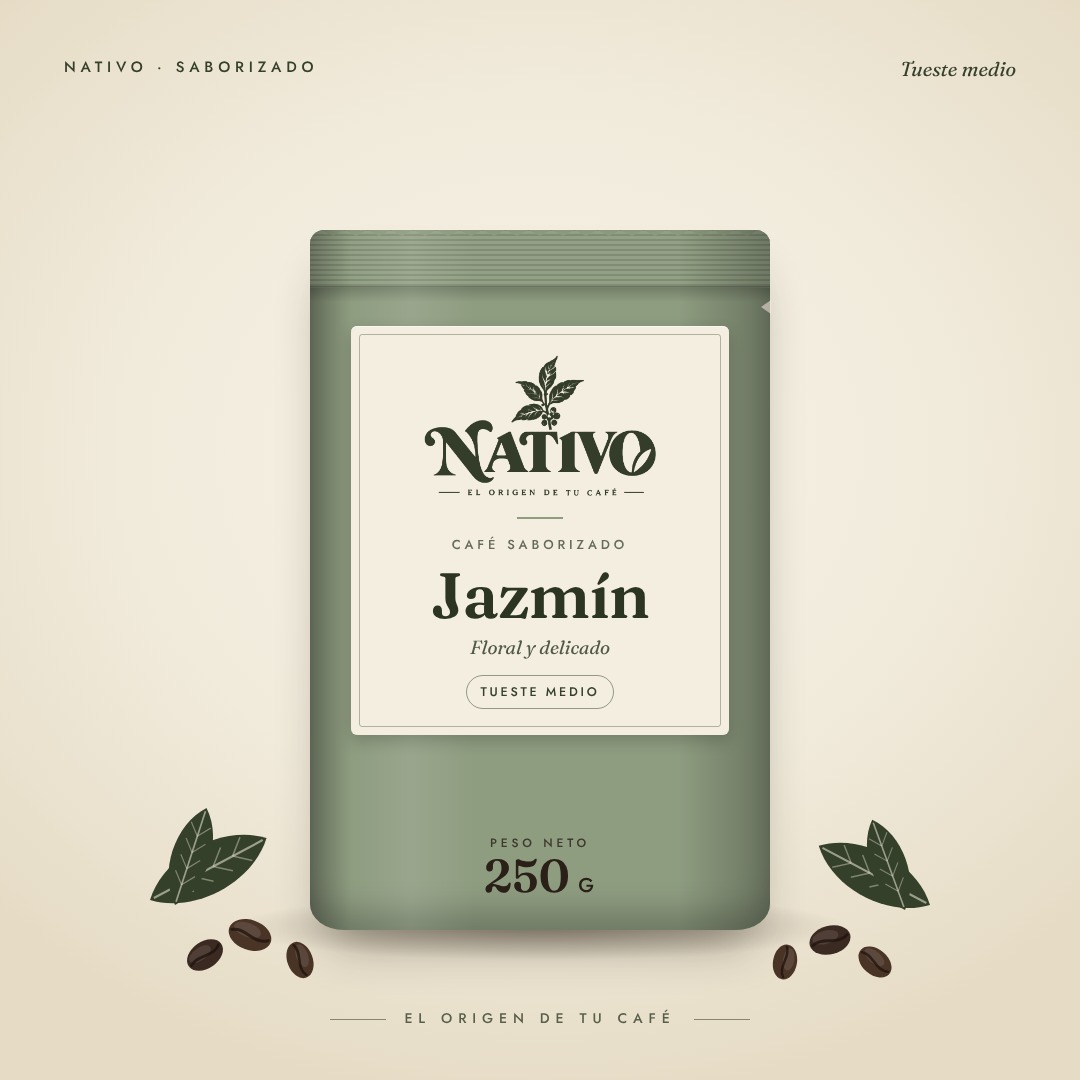 NATIVO · SABORIZADO
Tueste medio
NATIVO
EL ORIGEN DE TU CAFÉ
CAFÉ SABORIZADO
Jazmín
Floral y delicado
TUESTE MEDIO
PESO NETO
250 G
EL ORIGEN DE TU CAFÉ